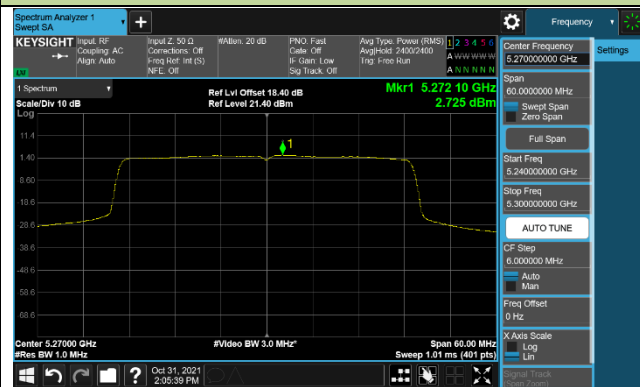 Spectrum Analyzer 1
Swept SA
Frequency
KEYSIGHT
Input: RF
Coupling: AC
Align: Auto
Input Z: 50 Ω
Corrections: Off
Freq Ref: Int (S)
NFE: Off
#Atten: 20 dB
PNO: Fast
Gate: Off
IF Gain: Low
Sig Track: Off
Avg Type: Power (RMS)
Avg|Hold: 2400/2400
Trig: Free Run
1 2 3 4 5 6
A W W W W W
A N N N N N
LXI
1 Spectrum
Scale/Div 10 dB
Log
Ref Lvl Offset 18.40 dB
Ref Level 21.40 dBm
Mkr1 5.272 10 GHz
2.725 dBm
1
11.4
1.40
-8.60
-18.6
-28.6
-38.6
-48.6
-58.6
-68.6
Center 5.27000 GHz
#Res BW 1.0 MHz
#Video BW 3.0 MHz*
Span 60.00 MHz
Sweep 1.01 ms (401 pts)
Center Frequency
5.270000000 GHz
Span
60.0000000 MHz
Swept Span
Zero Span
Full Span
Start Freq
5.240000000 GHz
Stop Freq
5.300000000 GHz
AUTO TUNE
CF Step
6.000000 MHz
Auto
Man
Freq Offset
0 Hz
X Axis Scale
Log
Lin
Signal Track
(Span Zoom)
Settings
?
Oct 31, 2021
2:05:39 PM